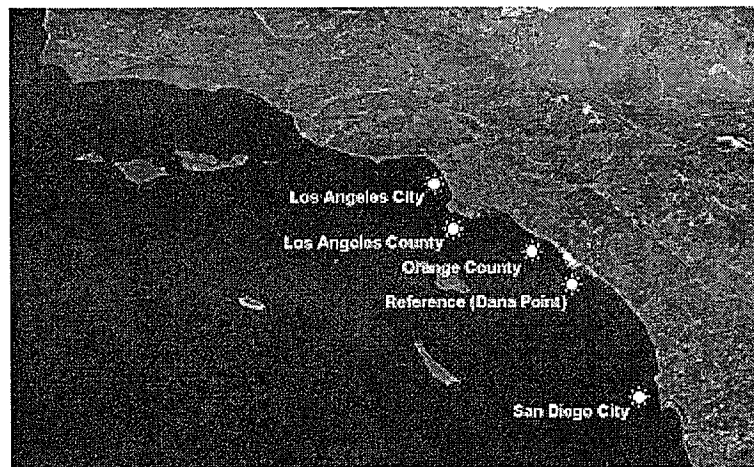 Los Angeles City
Los Angeles County
Orange County
Reference (Dana Point)
San Diego City